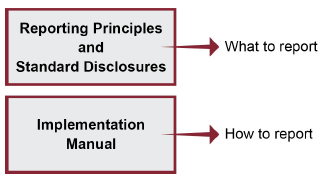 Reporting Principles
and
Standard Disclosures
What to report
Implementation
Manual
How to report